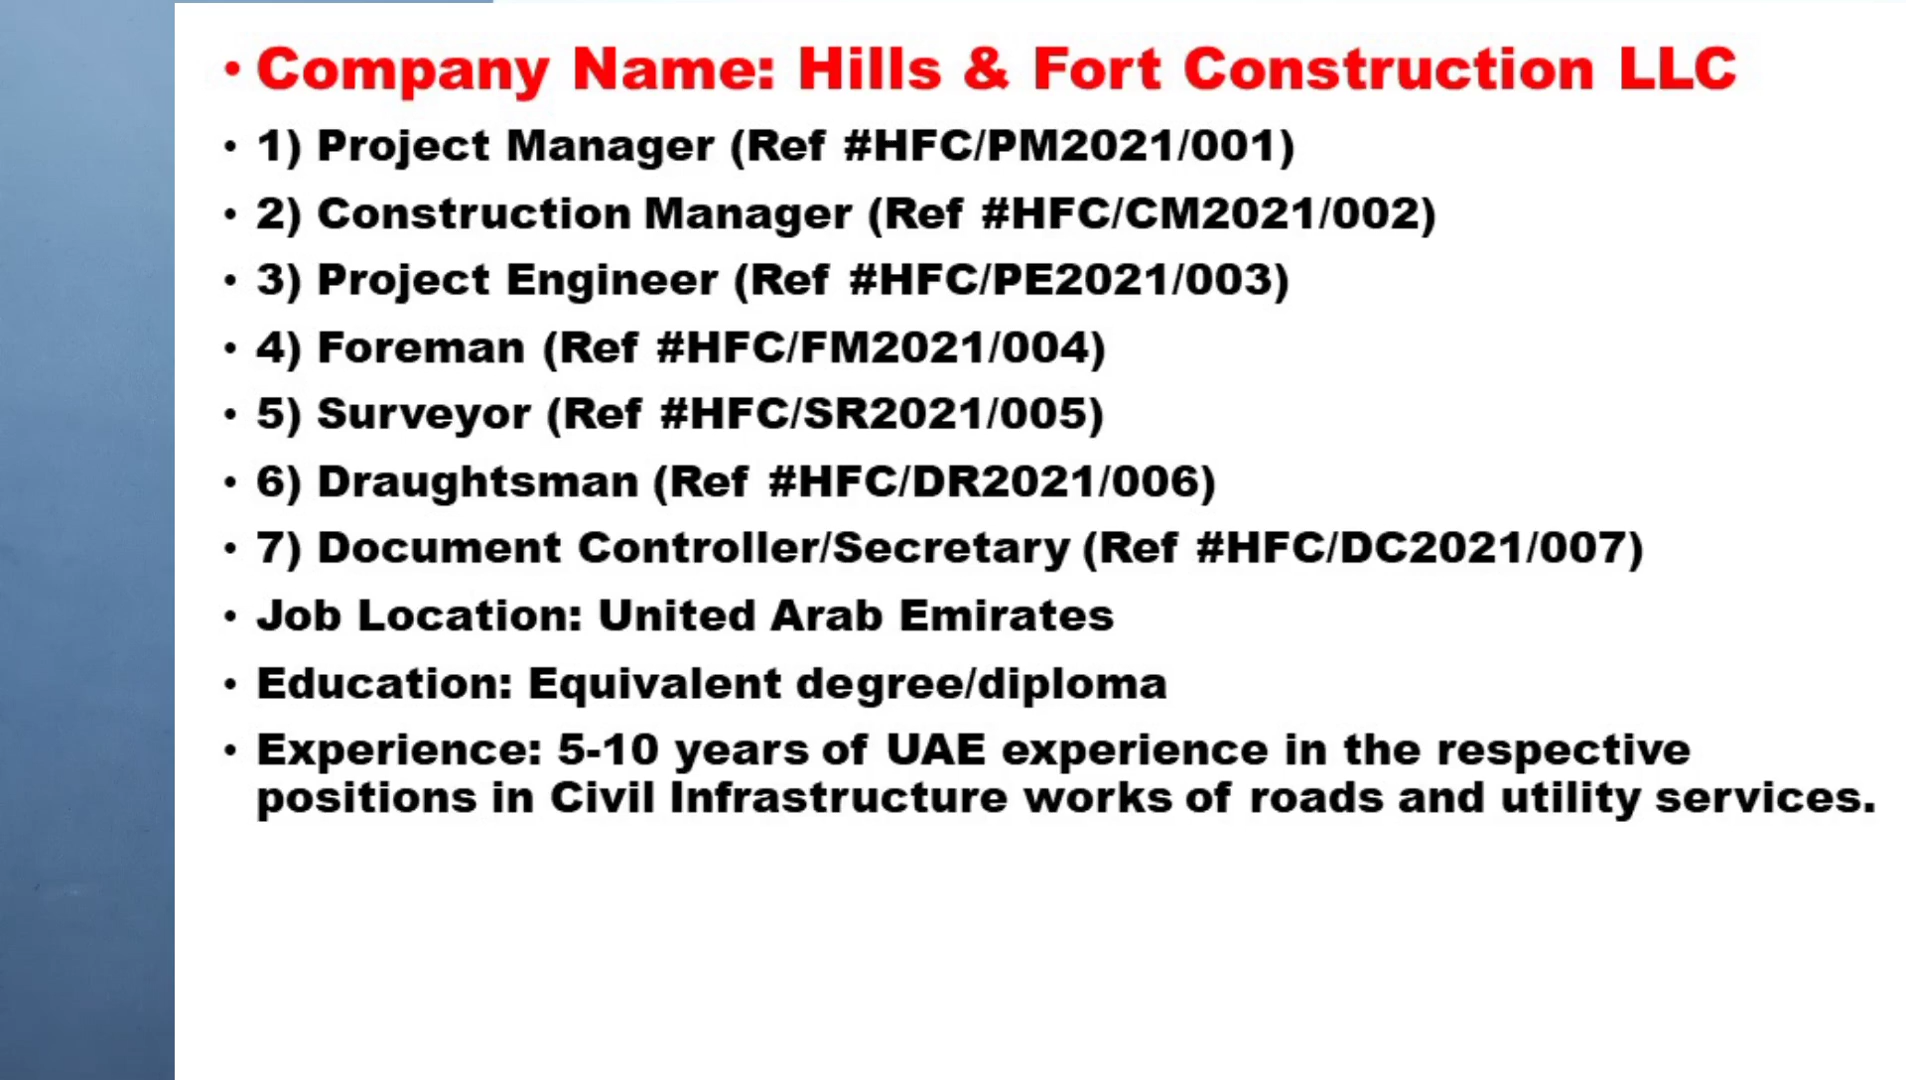 • Company Name: Hills & Fort Construction LLC
• 1) Project Manager (Ref #HFC/PM2021/001)
• 2) Construction Manager (Ref #HFC/CM2021/002)
• 3) Project Engineer (Ref #HFC/PE2021/003)
• 4) Foreman (Ref #HFC/FM2021/004)
• 5) Surveyor (Ref #HFC/SR2021/005)
• 6) Draughtsman (Ref #HFC/DR2021/006)
• 7) Document Controller/Secretary (Ref #HFC/DC2021/007)
• Job Location: United Arab Emirates
• Education: Equivalent degree/diploma
• Experience: 5-10 years of UAE experience in the respective
positions in Civil Infrastructure works of roads and utility services.